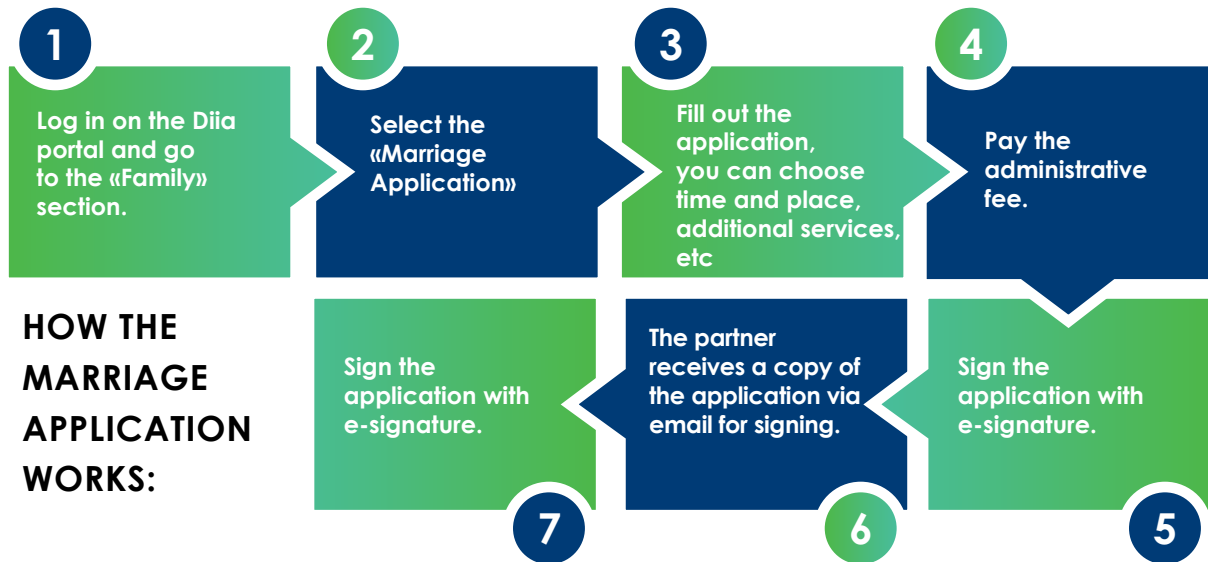 1
Log in on the Diia
portal and go
to the «Family»
section.
2
Select the
«Marriage
Application»
3
Fill out the
application,
you can choose
time and place,
additional services,
etc
4
Pay the
administrative
fee.
HOW THE
MARRIAGE
APPLICATION
WORKS:
Sign the
application with
e-signature.
5
The partner
receives a copy of
the application via
email for signing.
6
Sign the
application with
e-signature.
7